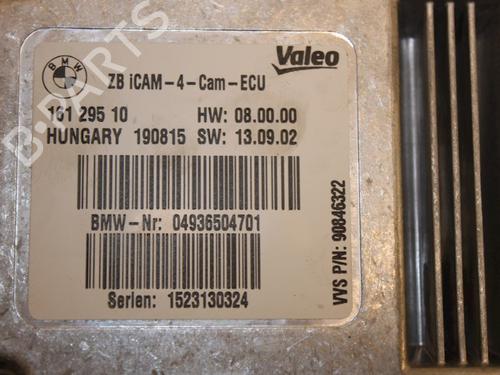 BMW
Valeo
ZB iCAM-4-Cam-ECU
161 295 10 HW: 08.00.00
HUNGARY 190815 SW: 13.09.02
BMW-Nr: 04936504701
Serien: 1523130324
VVS P/N: 90846322
B-PARTS